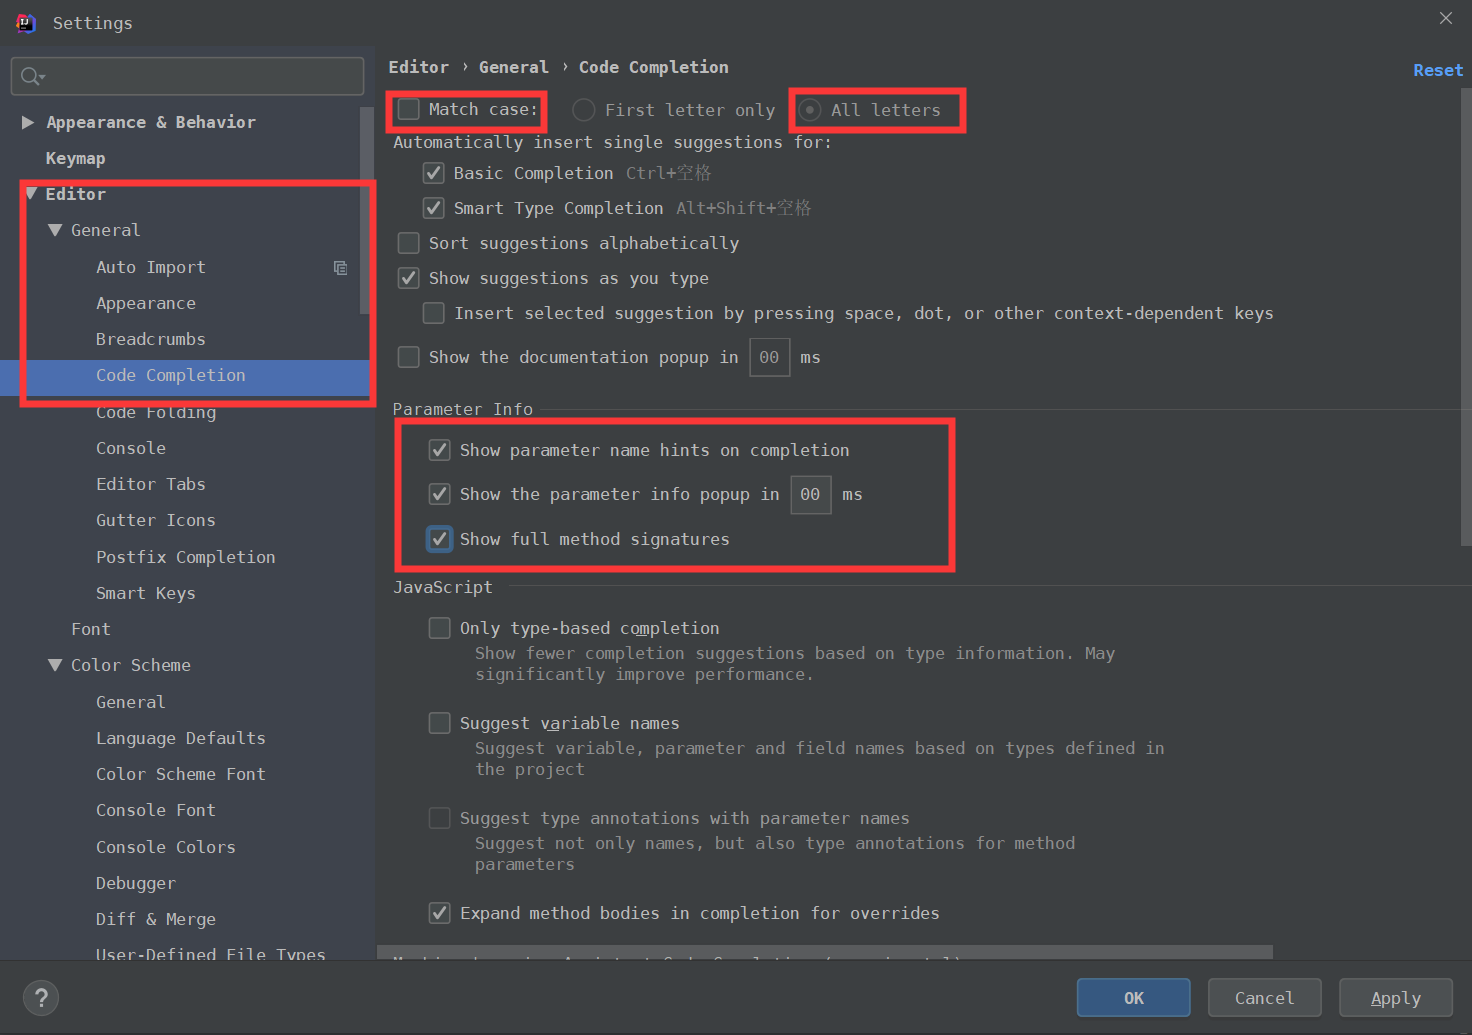 Settings
Editor › General › Code Completion
Reset
Appearance & Behavior
Keymap
Editor
General
Auto Import
Appearance
Breadcrumbs
Code Completion
Code Folding
Console
Editor Tabs
Gutter Icons
Postfix Completion
Smart Keys
Font
Color Scheme
General
Language Defaults
Color Scheme Font
Console Font
Console Colors
Debugger
Diff & Merge
User-Defined File Types
Match case: First letter only All letters
Automatically insert single suggestions for:
Basic Completion Ctrl+空格
Smart Type Completion Alt+Shift+空格
Sort suggestions alphabetically
Show suggestions as you type
Insert selected suggestion by pressing space, dot, or other context-dependent keys
Show the documentation popup in 00 ms
Parameter Info
Show parameter name hints on completion
Show the parameter info popup in 00 ms
Show full method signatures
JavaScript
Only type-based completion
Show fewer completion suggestions based on type information. May
significantly improve performance.
Suggest variable names
Suggest variable, parameter and field names based on types defined in
the project
Suggest type annotations with parameter names
Suggest not only names, but also type annotations for method
parameters
Expand method bodies in completion for overrides
?
OK
Cancel
Apply